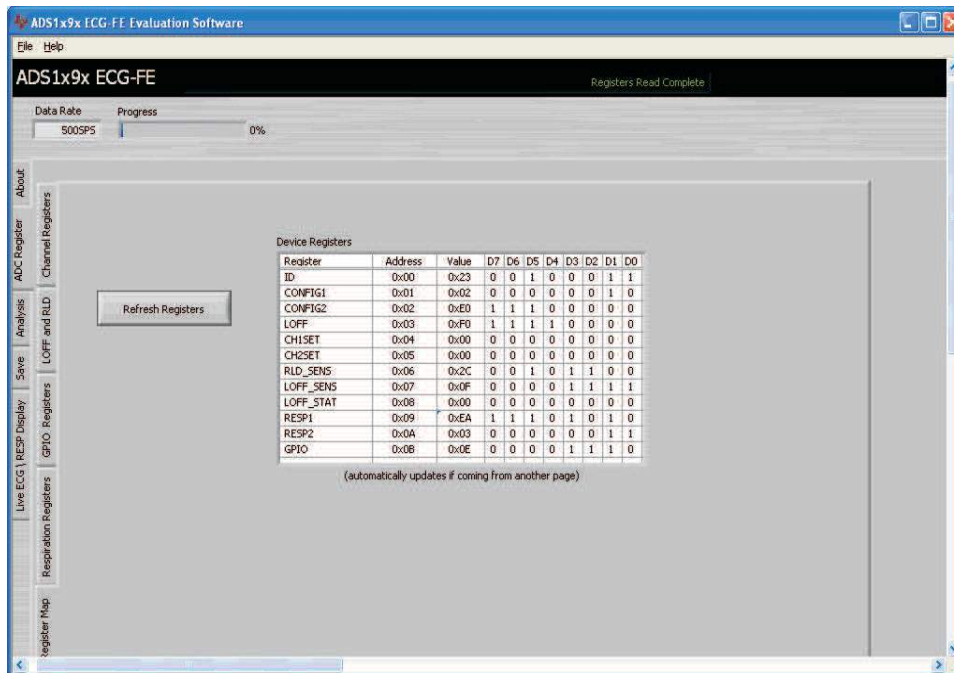 ADS1x9x ECG-FE Evaluation Software
File Help
ADS1x9x ECG-FE
Registers Read Complete
Data Rate Progress
500SPS 0%
About
ADC Register
Analysis
Save
Live ECG \ RESP Display
Channel Registers
LOFF and RLD
GPIO Registers
Respiration Registers
Register Map
Refresh Registers
Device Registers
Register Address Value D7 D6 D5 D4 D3 D2 D1 D0
ID 0x00 0x23 0 0 1 0 0 0 1 1
CONFIG1 0x01 0x02 0 0 0 0 0 0 1 0
CONFIG2 0x02 0xE0 1 1 1 0 0 0 0 0
LOFF 0x03 0xF0 1 1 1 1 0 0 0 0
CH1SET 0x04 0x00 0 0 0 0 0 0 0 0
CH2SET 0x05 0x00 0 0 0 0 0 0 0 0
RLD_SENS 0x06 0x2C 0 0 1 0 1 1 0 0
LOFF_SENS 0x07 0x0F 0 0 0 0 1 1 1 1
LOFF_STAT 0x08 0x00 0 0 0 0 0 0 0 0
RESP1 0x09 0xEA 1 1 1 0 1 0 1 0
RESP2 0x0A 0x03 0 0 0 0 0 0 1 1
GPIO 0x0B 0x0E 0 0 0 0 1 1 1 0
(automatically updates if coming from another page)